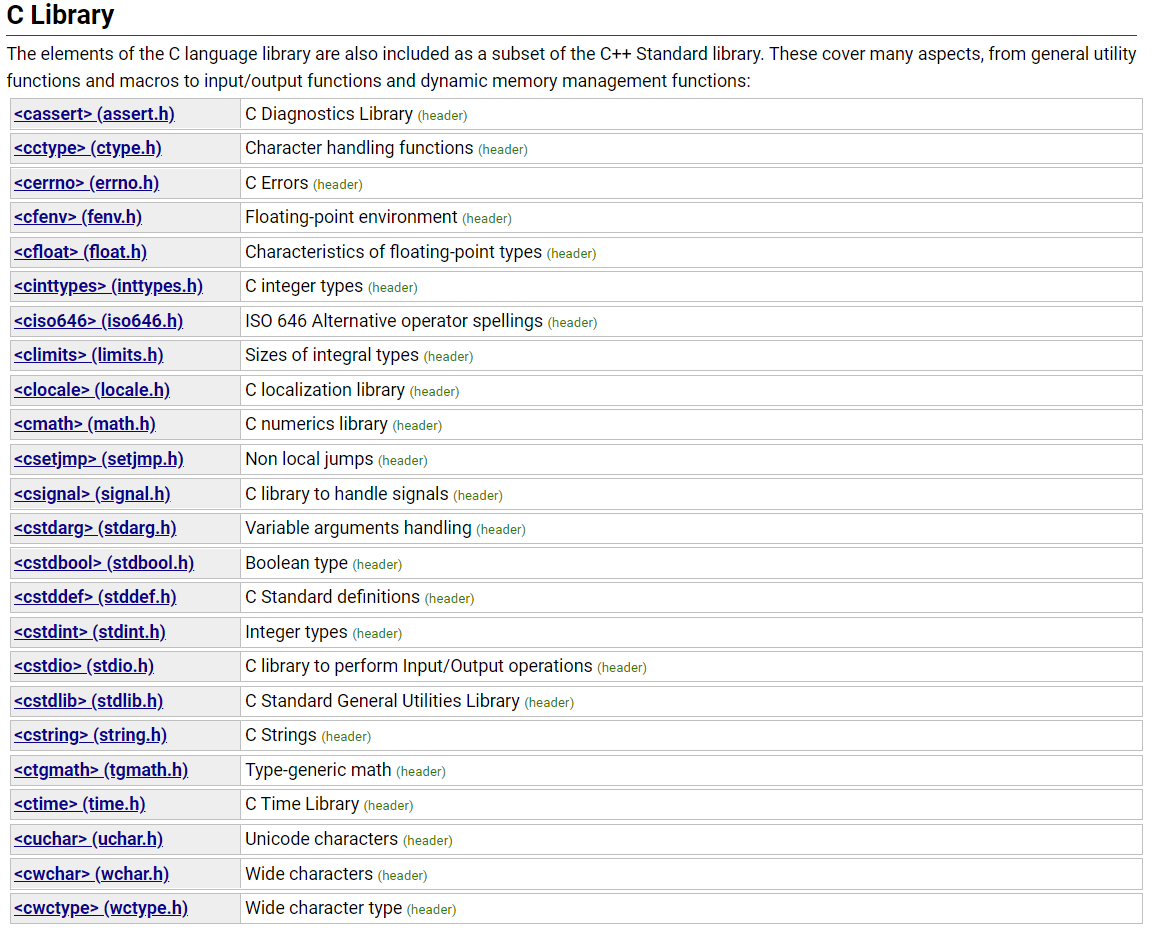 C Library
The elements of the C language library are also included as a subset of the C++ Standard library. These cover many aspects, from general utility
functions and macros to input/output functions and dynamic memory management functions:
<cassert> (assert.h) C Diagnostics Library (header)
<cctype> (ctype.h) Character handling functions (header)
<cerrno> (errno.h) C Errors (header)
<cfenv> (fenv.h) Floating-point environment (header)
<cfloat> (float.h) Characteristics of floating-point types (header)
<cinttypes> (inttypes.h) C integer types (header)
<ciso646> (iso646.h) ISO 646 Alternative operator spellings (header)
<climits> (limits.h) Sizes of integral types (header)
<clocale> (locale.h) C localization library (header)
<cmath> (math.h) C numerics library (header)
<csetjmp> (setjmp.h) Non local jumps (header)
<csignal> (signal.h) C library to handle signals (header)
<cstdarg> (stdarg.h) Variable arguments handling (header)
<cstdbool> (stdbool.h) Boolean type (header)
<cstddef> (stddef.h) C Standard definitions (header)
<cstdint> (stdint.h) Integer types (header)
<cstdio> (stdio.h) C library to perform Input/Output operations (header)
<cstdlib> (stdlib.h) C Standard General Utilities Library (header)
<cstring> (string.h) C Strings (header)
<ctgmath> (tgmath.h) Type-generic math (header)
<ctime> (time.h) C Time Library (header)
<cuchar> (uchar.h) Unicode characters (header)
<cwchar> (wchar.h) Wide characters (header)
<cwctype> (wctype.h) Wide character type (header)